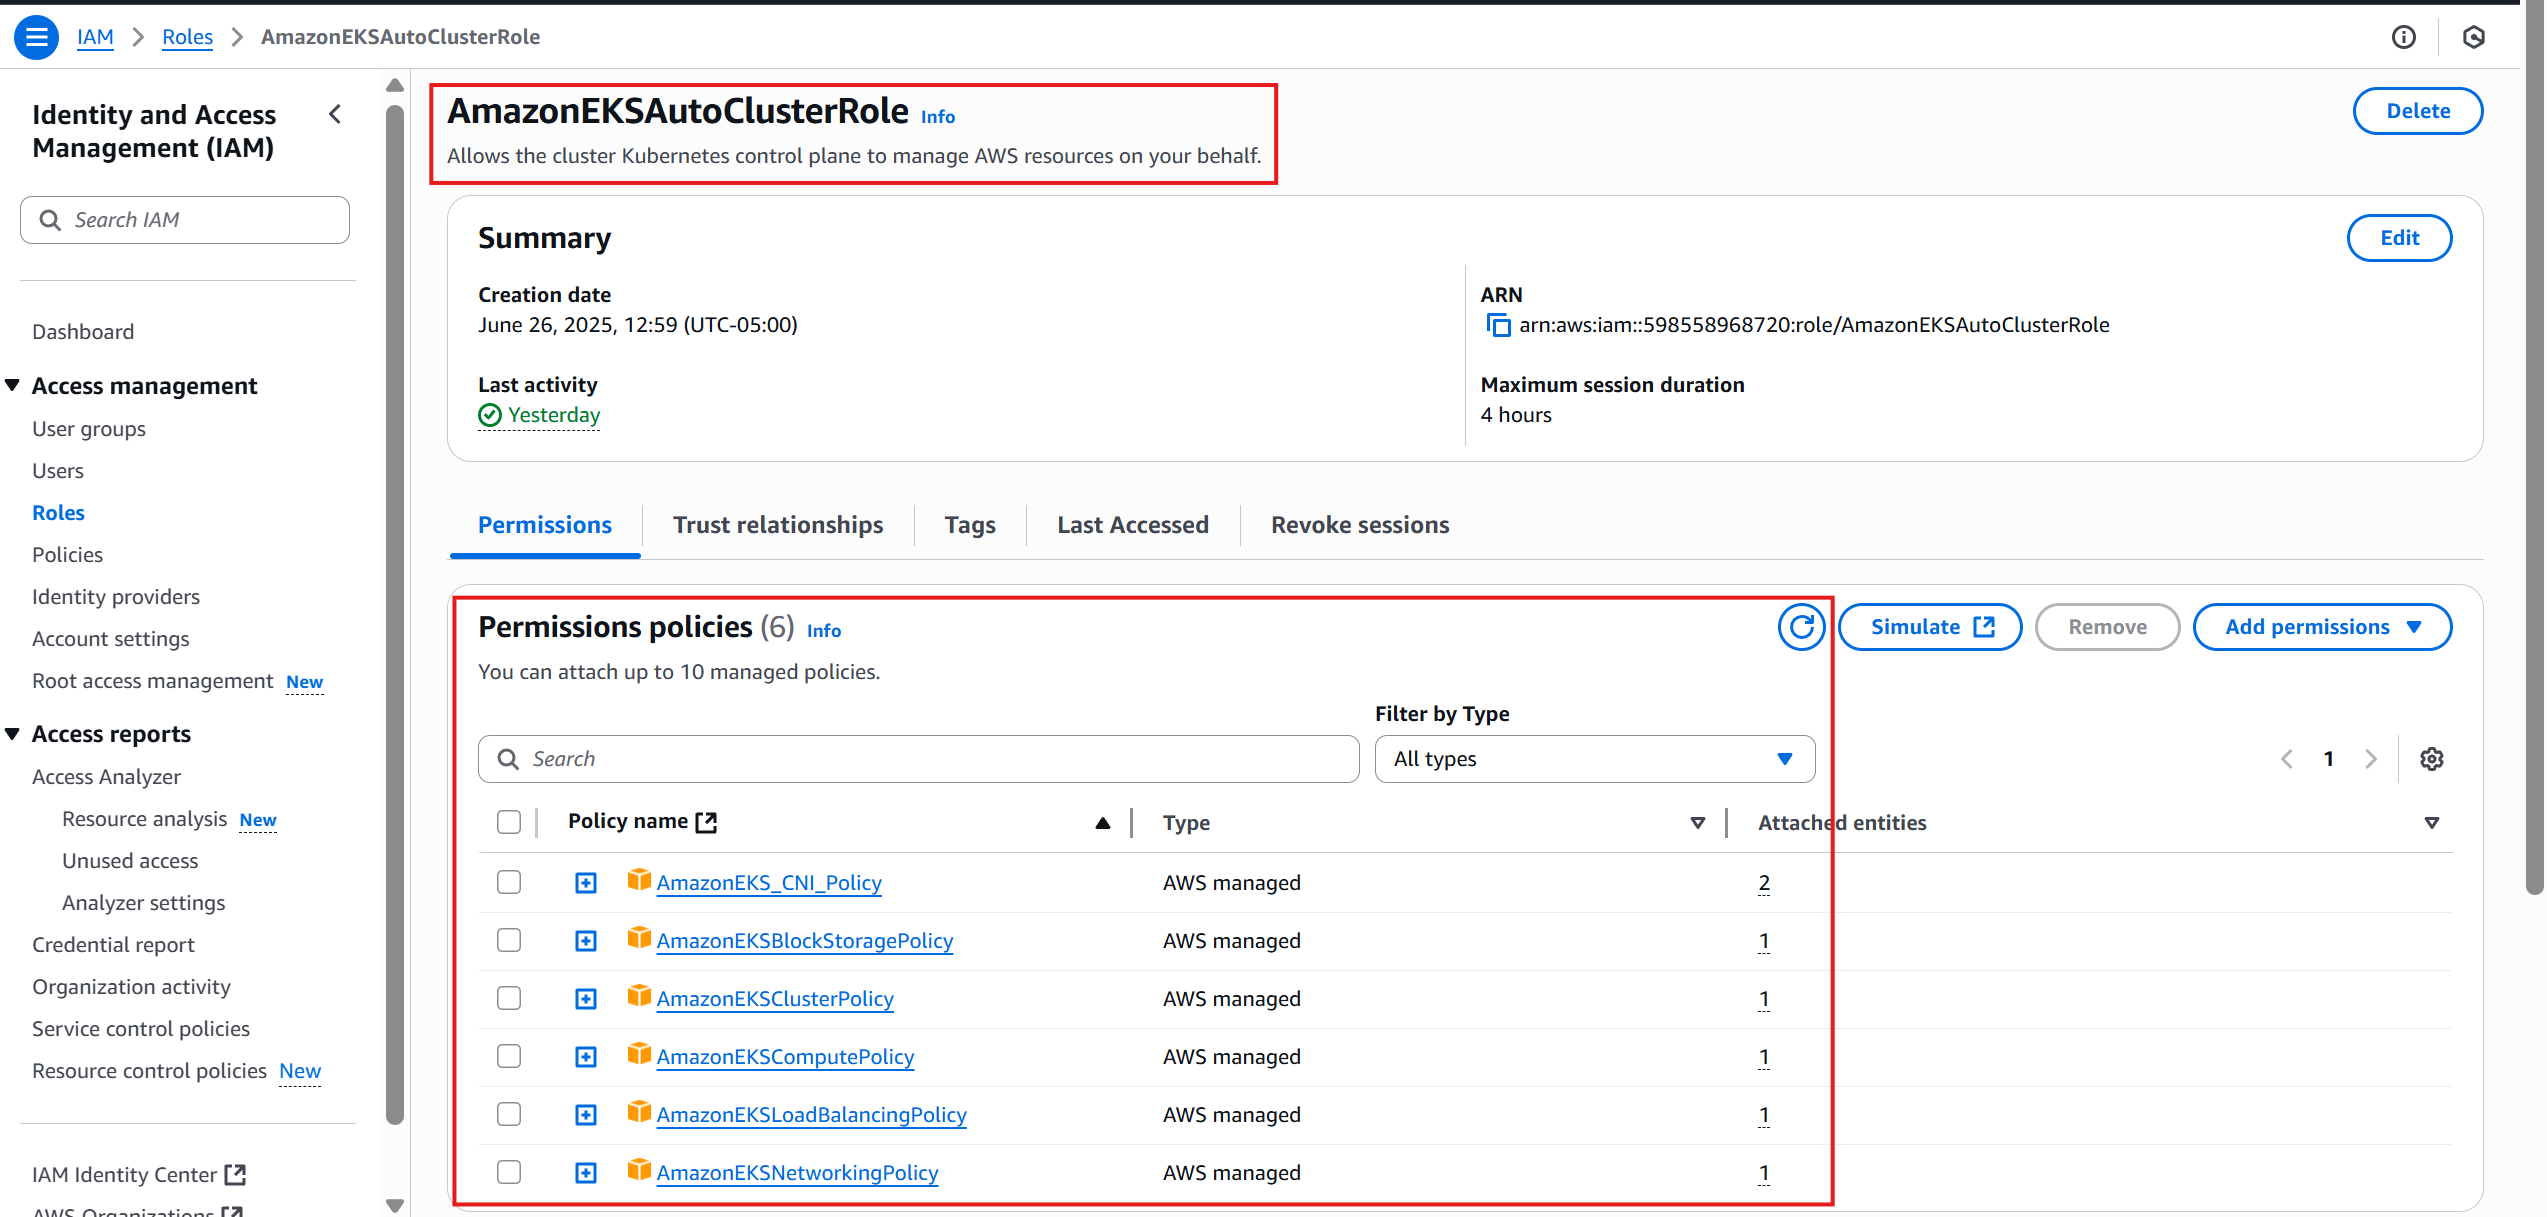 IAM > Roles > AmazonEKSAutoClusterRole
Identity and Access
Management (IAM)
Search IAM
Dashboard
Access management
User groups
Users
Roles
Policies
Identity providers
Account settings
Root access management New
Access reports
Access Analyzer
Resource analysis New
Unused access
Analyzer settings
Credential report
Organization activity
Service control policies
Resource control policies New
IAM Identity Center
AWS Organizations
AmazonEKSAutoClusterRole Info
Allows the cluster Kubernetes control plane to manage AWS resources on your behalf.
Delete
Summary
Edit
Creation date
June 26, 2025, 12:59 (UTC-05:00)
ARN
arn:aws:iam::598558968720:role/AmazonEKSAutoClusterRole
Last activity
Yesterday
Maximum session duration
4 hours
Permissions
Trust relationships
Tags
Last Accessed
Revoke sessions
Permissions policies (6) Info
Simulate
Remove
Add permissions
You can attach up to 10 managed policies.
Filter by Type
Search
All types
1
Policy name Type Attached entities
AmazonEKS_CNI_Policy AWS managed 2
AmazonEKSBlockStoragePolicy AWS managed 1
AmazonEKSClusterPolicy AWS managed 1
AmazonEKSComputePolicy AWS managed 1
AmazonEKSLoadBalancingPolicy AWS managed 1
AmazonEKSNetworkingPolicy AWS managed 1